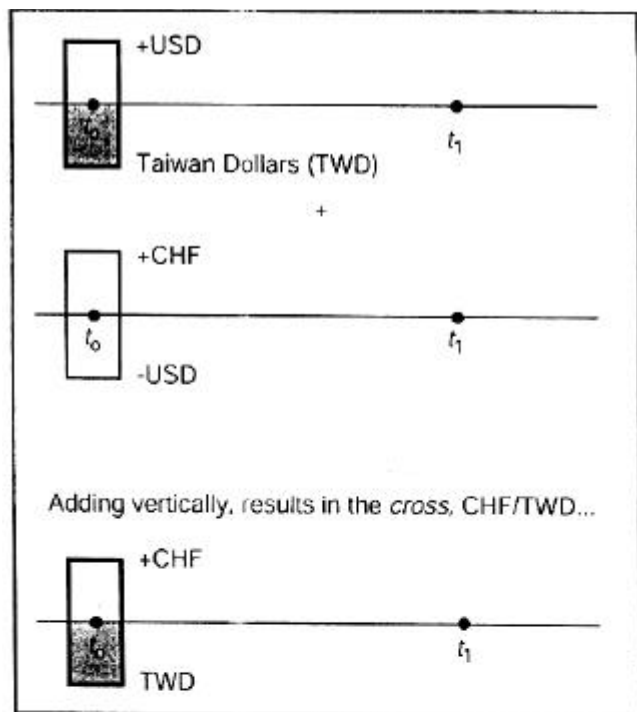 +USD
t₀ t₁
Taiwan Dollars (TWD)
+
+CHF
t₀ t₁
-USD
Adding vertically, results in the cross, CHF/TWD...
+CHF
t₀ t₁
TWD